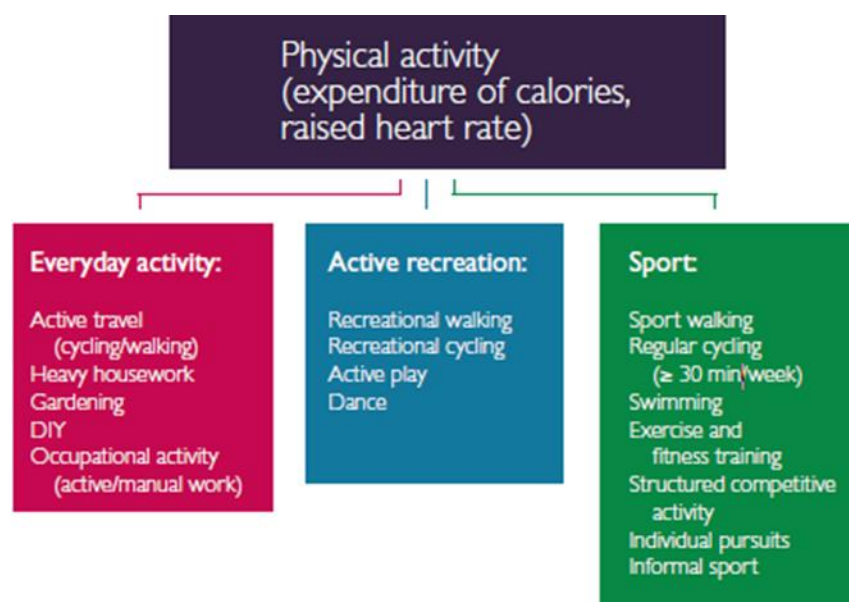 Physical activity
(expenditure of calories,
raised heart rate)
Everyday activity:
Active travel
(cycling/walking)
Heavy housework
Gardening
DIY
Occupational activity
(active/manual work)
Active recreation:
Recreational walking
Recreational cycling
Active play
Dance
Sport:
Sport walking
Regular cycling
(≥ 30 min/week)
Swimming
Exercise and
fitness training
Structured competitive
activity
Individual pursuits
Informal sport